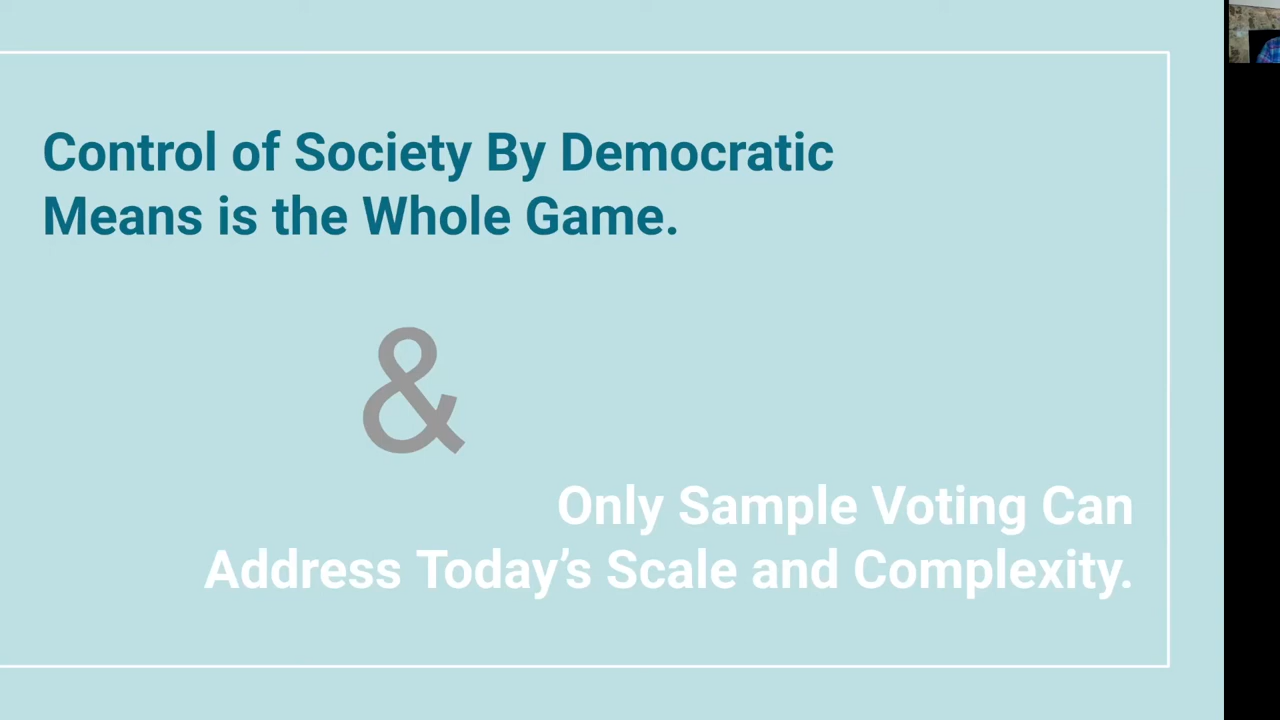 Control of Society By Democratic
Means is the Whole Game.
&
Only Sample Voting Can
Address Today’s Scale and Complexity.